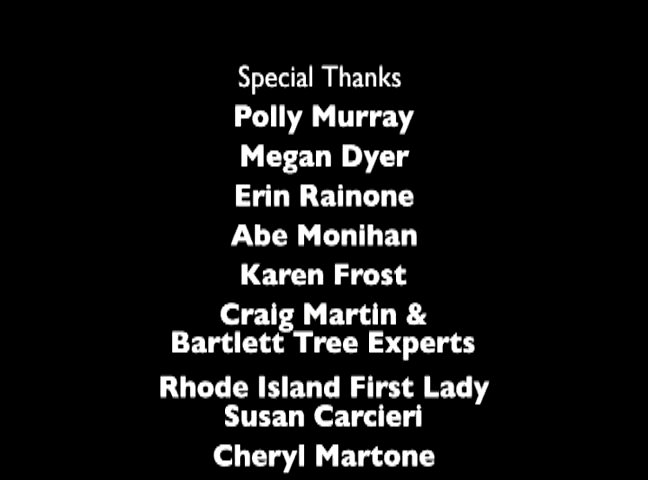 Special Thanks
Polly Murray
Megan Dyer
Erin Rainone
Abe Monihan
Karen Frost
Craig Martin &
Bartlett Tree Experts
Rhode Island First Lady
Susan Carcieri
Cheryl Martone